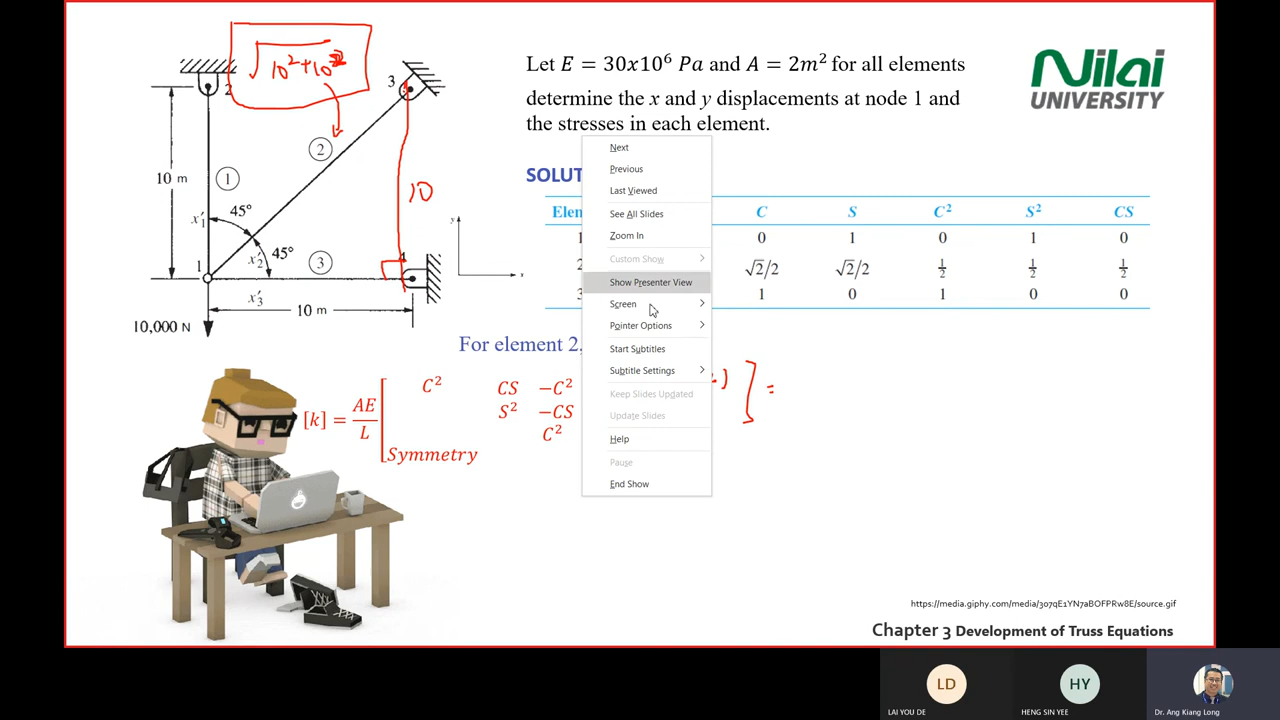 √10²+10²
2
3
10 m
1
2
10
45°
x′₁
45°
x′₂
1
3
4
y
x
x′₃
10 m
10,000 N
Let E = 30x10⁶ Pa and A = 2m² for all elements
determine the x and y displacements at node 1 and
the stresses in each element.
Nilai
UNIVERSITY
SOLUT
Elem
C S C² S² CS
1 0 1 0 1 0
2 √2/2 √2/2 1/2 1/2 1/2
3 1 0 1 0 0
For element 2,
[k] = AE/L [
C² CS −C²
S² −CS
C²
Symmetry
] =
Next
Previous
Last Viewed
See All Slides
Zoom In
Custom Show
Show Presenter View
Screen
Pointer Options
Start Subtitles
Subtitle Settings
Keep Slides Updated
Update Slides
Help
Pause
End Show
https://media.giphy.com/media/307qE1YN7aBOFPRw8E/source.gif
Chapter 3 Development of Truss Equations
LD
HY
LAI YOU DE
HENG SIN YEE
Dr. Ang Kiang Long